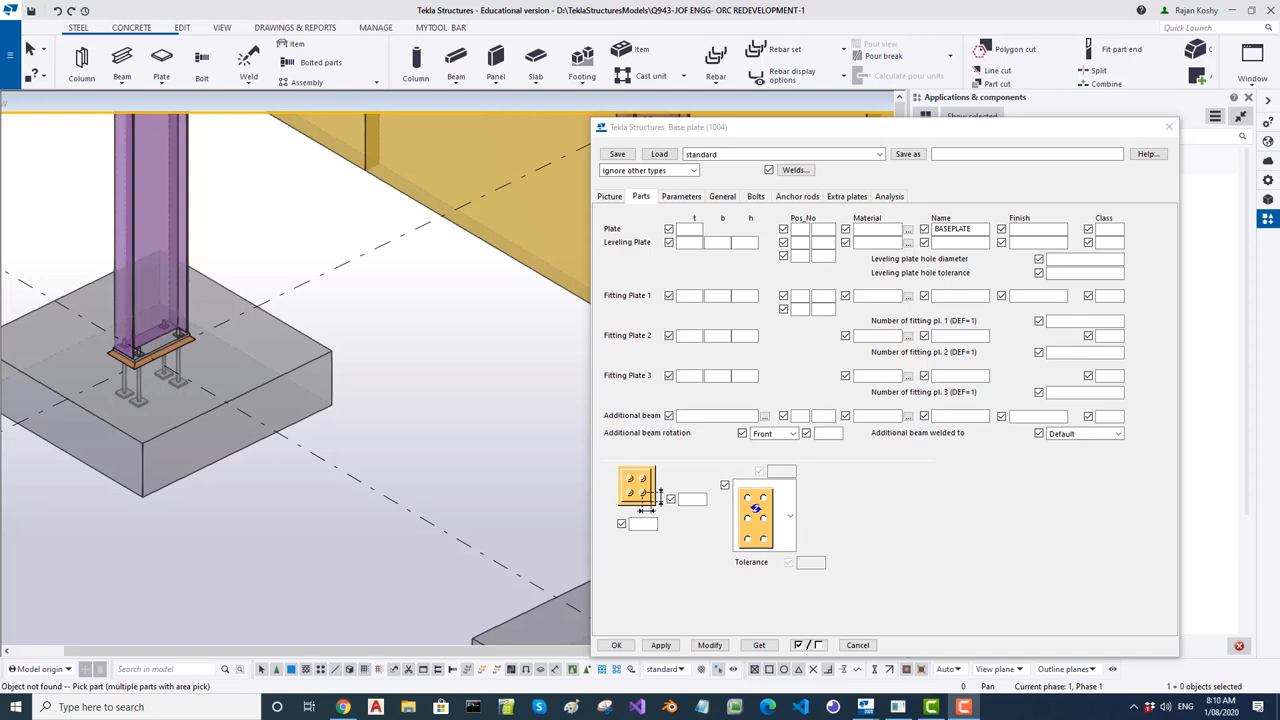 Tekla Structures - Educational version - D:\TeklaStructuresModels\Q943-JOF ENGG- ORC REDEVELOPMENT-1
Rajan Koshy
STEEL CONCRETE EDIT VIEW DRAWINGS & REPORTS MANAGE MYTOOL BAR
Quick Launch
Column
Beam
Plate
Bolt
Weld
Item
Bolted parts
Assembly
Column
Beam
Panel
Slab
Footing
Item
Cast unit
Rebar
Rebar set
Rebar display options
Pour view
Pour break
Calculate pour units
Polygon cut
Line cut
Part cut
Fit part end
Split
Combine
Window
Applications & components
Tekla Structures Base plate (1004)
Save Load standard Save as Help...
ignore other types Welds...
Picture Parts Parameters General Bolts Anchor rods Extra plates Analysis
t b h Pos_No Material Name Finish Class
Plate BASEPLATE
Leveling Plate
Leveling plate hole diameter
Leveling plate hole tolerance
Fitting Plate 1
Number of fitting pl. 1 (DEF=1)
Fitting Plate 2
Number of fitting pl. 2 (DEF=1)
Fitting Plate 3
Number of fitting pl. 3 (DEF=1)
Additional beam
Additional beam rotation Front Additional beam welded to Default
Tolerance
OK Apply Modify Get Cancel
Model origin Search in model standard Auto View plane Outline planes
Object not found -- Pick part (multiple parts with area pick) 0 Pan Current phase: 1, Phase 1 1 + 0 objects selected
Type here to search
ENG
8:10 AM
1/08/2020